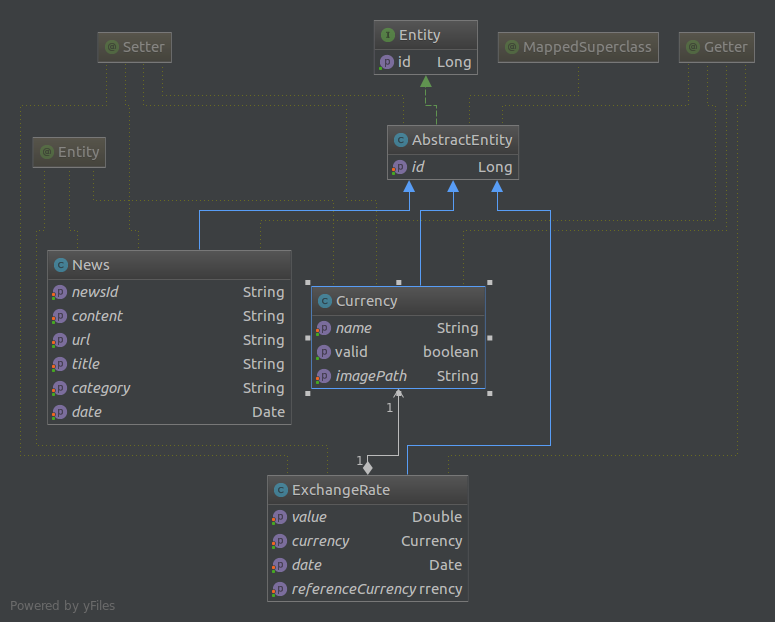 Entity
id Long
Setter
MappedSuperclass
Getter
Entity
AbstractEntity
id Long
News
newsId String
content String
url String
title String
category String
date Date
Currency
name String
valid boolean
imagePath String
1
1
ExchangeRate
value Double
currency Currency
date Date
referenceCurrency rrency
Powered by yFiles